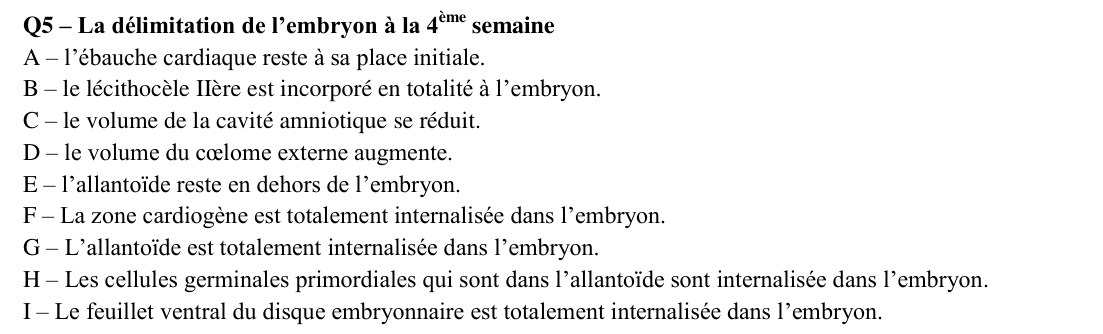 Q5 – La délimitation de l’embryon à la 4ème semaine
A – l’ébauche cardiaque reste à sa place initiale.
B – le lécithocèle IIère est incorporé en totalité à l’embryon.
C – le volume de la cavité amniotique se réduit.
D – le volume du cœlome externe augmente.
E – l’allantoïde reste en dehors de l’embryon.
F – La zone cardiogène est totalement internalisée dans l’embryon.
G – L’allantoïde est totalement internalisée dans l’embryon.
H – Les cellules germinales primordiales qui sont dans l’allantoïde sont internalisée dans l’embryon.
I – Le feuillet ventral du disque embryonnaire est totalement internalisée dans l’embryon.